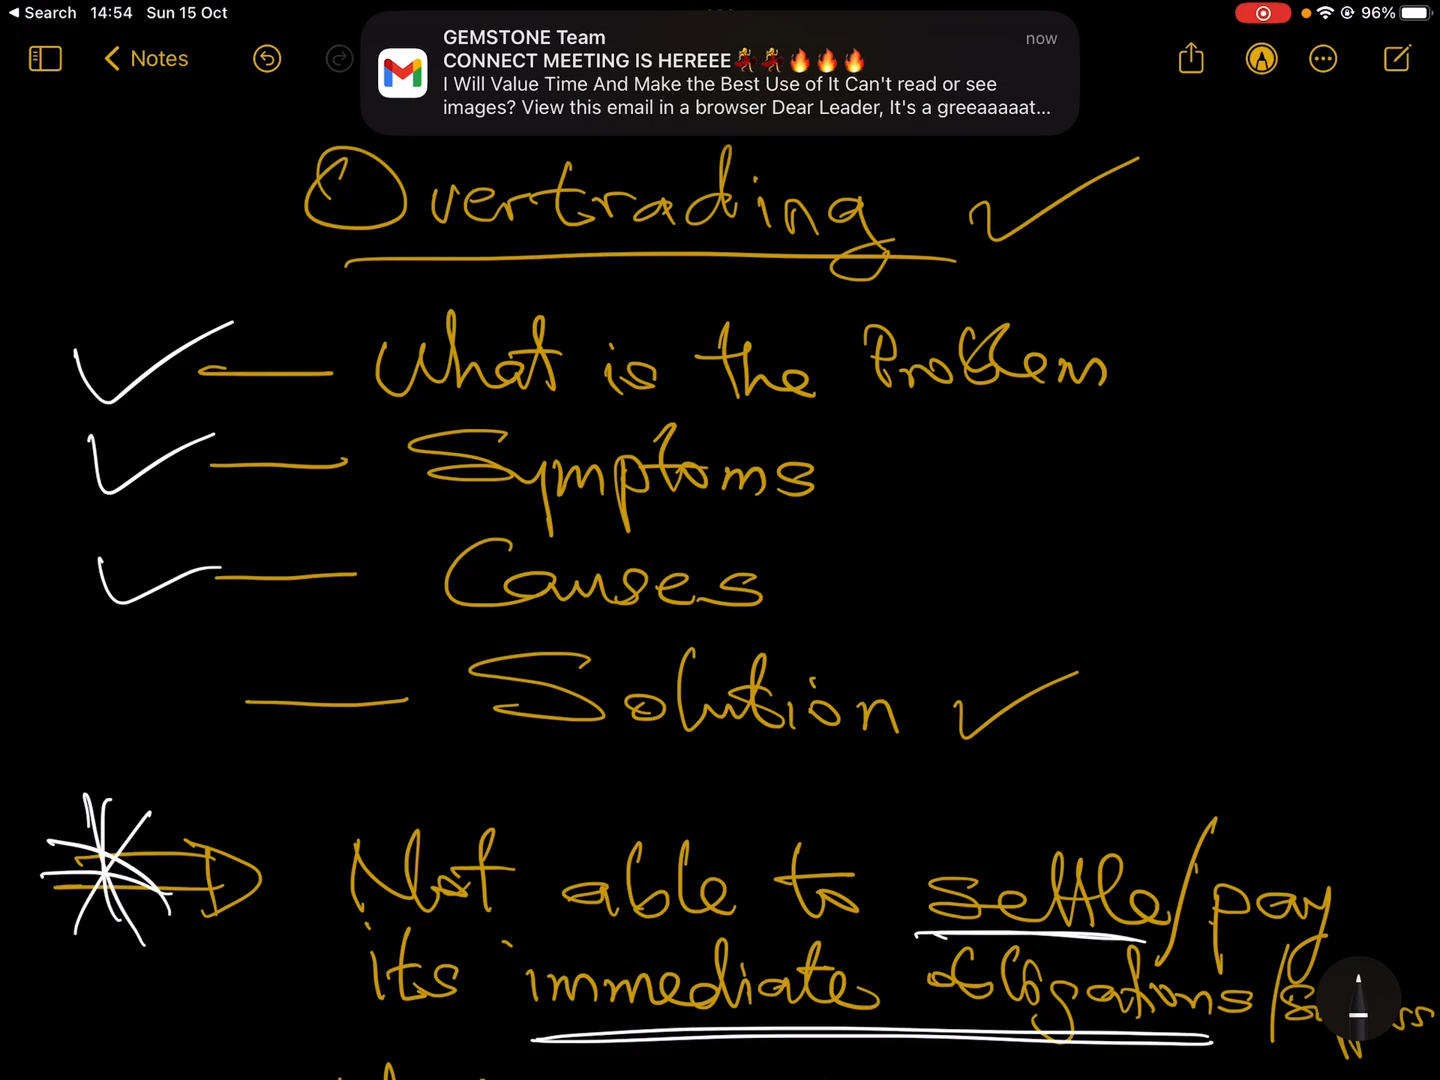 Search 14:54 Sun 15 Oct 96%
Notes
GEMSTONE Team now
CONNECT MEETING IS HEREEE💃💃🔥🔥🔥
I Will Value Time And Make the Best Use of It Can't read or see
images? View this email in a browser Dear Leader, It's a greeaaaaat...
Overtrading
What is the Problem
Symptoms
Causes
Solution
Not able to settle/pay
its immediate obligations/